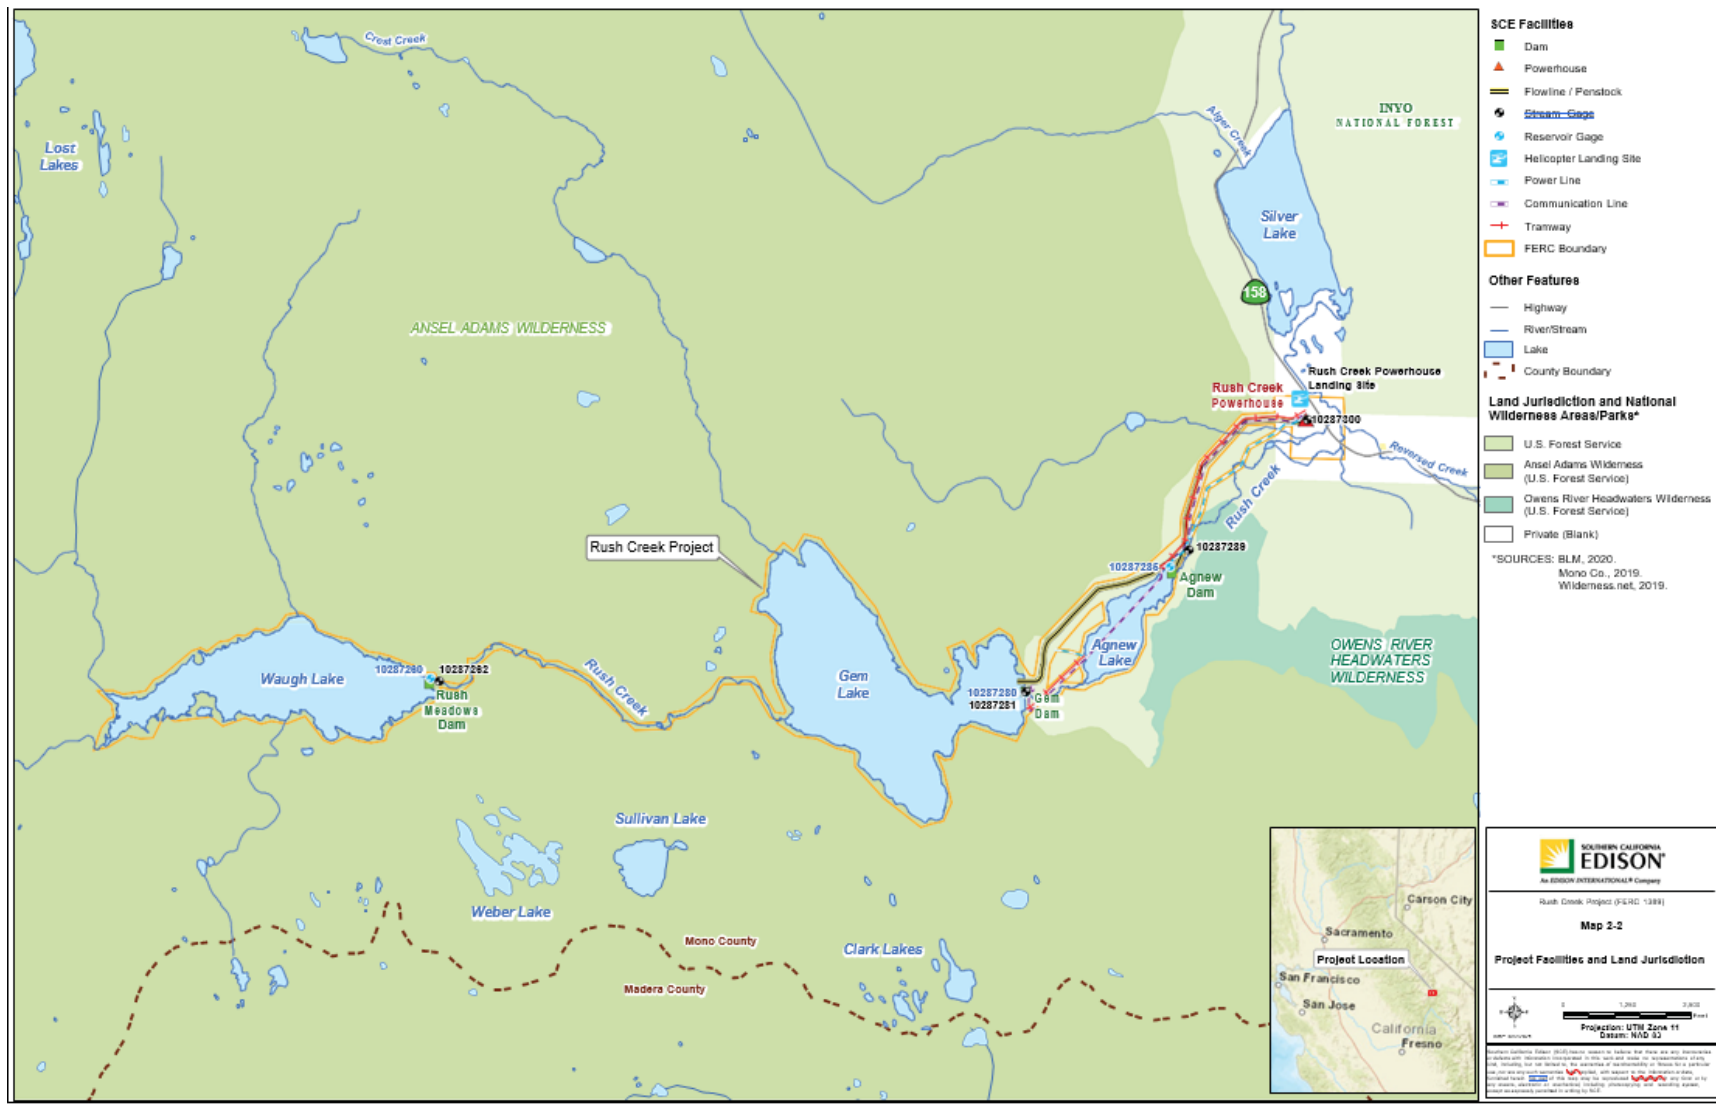 Crest Creek
Lost
Lakes
ANSEL ADAMS WILDERNESS
Alger Creek
INYO
NATIONAL FOREST
Silver
Lake
158
Rush Creek Powerhouse
Landing Site
Rush Creek
Powerhouse
10287300
Reversed Creek
Rush Creek
10287289
10287285
Agnew
Dam
Agnew
Lake
OWENS RIVER
HEADWATERS
WILDERNESS
Rush Creek Project
Gem
Lake
10287280
10287281
Gem
Dam
Waugh Lake
10287260
10287262
Rush
Meadows
Dam
Rush Creek
Sullivan Lake
Weber Lake
Clark Lakes
Mono County
Madera County
Carson City
Sacramento
Project Location
San Francisco
San Jose
California
Fresno
SCE Facilities
Dam
Powerhouse
Flowline / Penstock
Stream Gage
Reservoir Gage
Helicopter Landing Site
Power Line
Communication Line
Tramway
FERC Boundary
Other Features
Highway
River/Stream
Lake
County Boundary
Land Jurisdiction and National
Wilderness Areas/Parks*
U.S. Forest Service
Ansel Adams Wilderness
(U.S. Forest Service)
Owens River Headwaters Wilderness
(U.S. Forest Service)
Private (Blank)
*SOURCES: BLM, 2020.
Mono Co., 2019.
Wilderness.net, 2019.
SOUTHERN CALIFORNIA
EDISON®
An EDISON INTERNATIONAL® Company
Rush Creek Project (FERC 1389)
Map 2-2
Project Facilities and Land Jurisdiction
Feet
Projection: UTM Zone 11
Datum: NAD 83